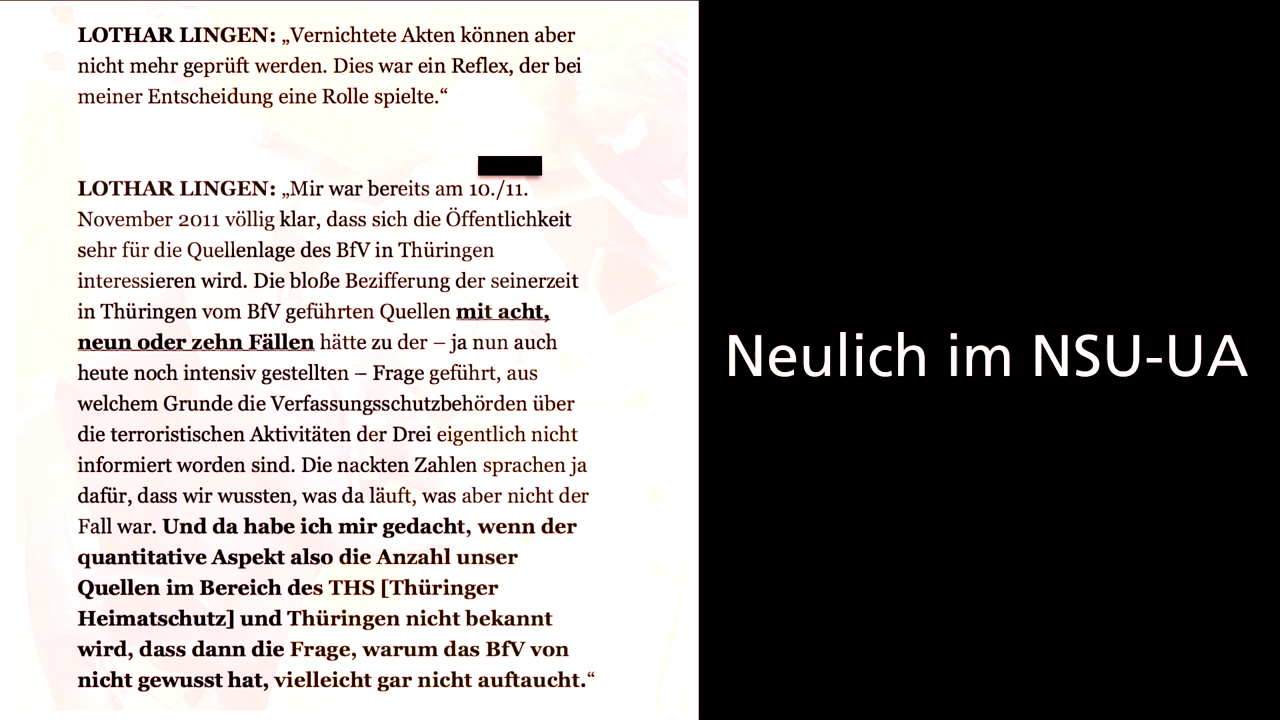 LOTHAR LINGEN: „Vernichtete Akten können aber
nicht mehr geprüft werden. Dies war ein Reflex, der bei
meiner Entscheidung eine Rolle spielte.“
LOTHAR LINGEN: „Mir war bereits am 10./11.
November 2011 völlig klar, dass sich die Öffentlichkeit
sehr für die Quellenlage des BfV in Thüringen
interessieren wird. Die bloße Bezifferung der seinerzeit
in Thüringen vom BfV geführten Quellen mit acht,
neun oder zehn Fällen hätte zu der – ja nun auch
heute noch intensiv gestellten – Frage geführt, aus
welchem Grunde die Verfassungsschutzbehörden über
die terroristischen Aktivitäten der Drei eigentlich nicht
informiert worden sind. Die nackten Zahlen sprachen ja
dafür, dass wir wussten, was da läuft, was aber nicht der
Fall war. Und da habe ich mir gedacht, wenn der
quantitative Aspekt also die Anzahl unser
Quellen im Bereich des THS [Thüringer
Heimatschutz] und Thüringen nicht bekannt
wird, dass dann die Frage, warum das BfV von
nicht gewusst hat, vielleicht gar nicht auftaucht.“
Neulich im NSU-UA